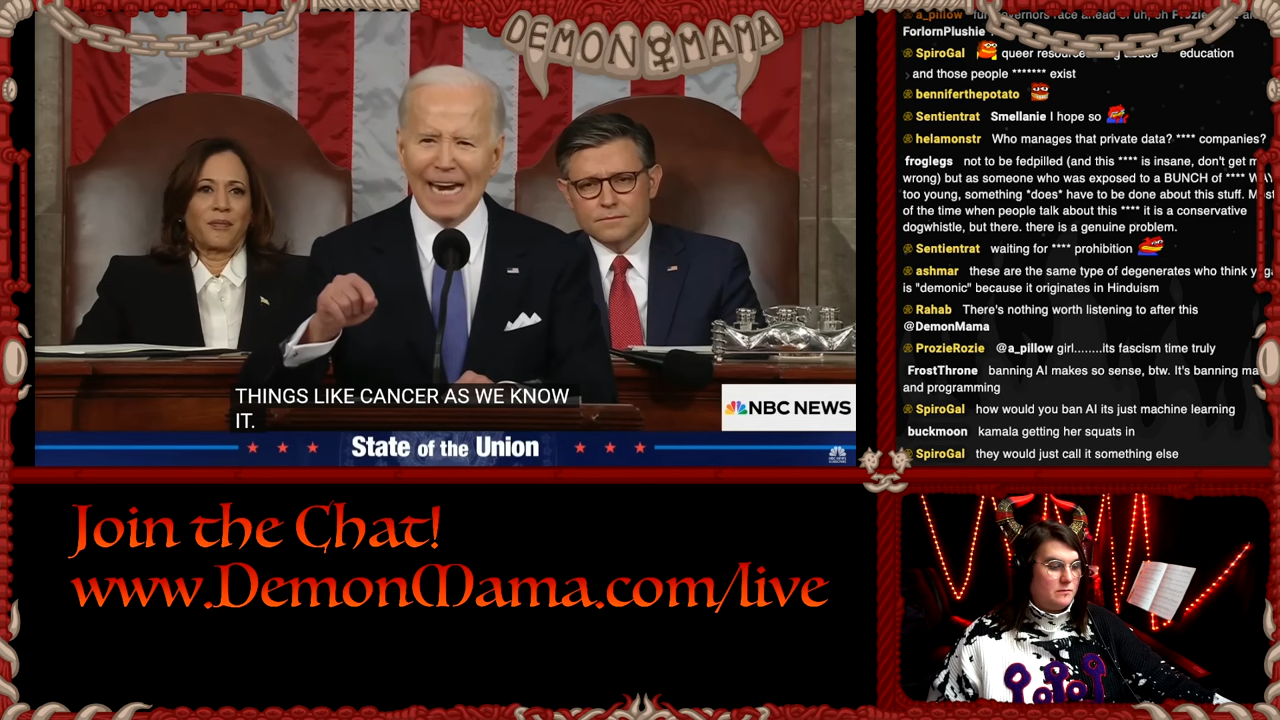 DEMON MAMA
THINGS LIKE CANCER AS WE KNOW
IT.
NBC NEWS
State of the Union
Join the Chat!
www.DemonMama.com/live
a_pillow
ForlornPlushie
SpiroGal queer education
and those people ******* exist
benniferthepotato
Sentientrat Smellanie I hope so
helamonstr Who manages that private data? **** companies?
froglegs not to be fedpilled (and this **** is insane, don't get
wrong) but as someone who was exposed to a BUNCH of ****
too young, something *does* have to be done about this stuff.
of the time when people talk about this **** it is a conservative
dogwhistle, but there. there is a genuine problem.
Sentientrat waiting for **** prohibition
ashmar these are the same type of degenerates who think
is "demonic" because it originates in Hinduism
Rahab There's nothing worth listening to after this
@DemonMama
ProzieRozie @a_pillow girl........its fascism time truly
FrostThrone banning AI makes so sense, btw. It's banning
and programming
SpiroGal how would you ban AI its just machine learning
buckmoon kamala getting her squats in
SpiroGal they would just call it something else